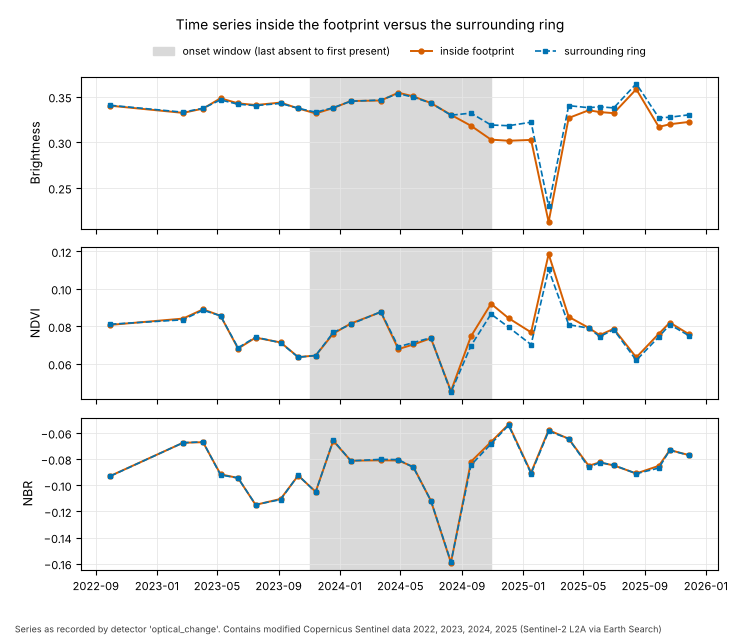 Time series inside the footprint versus the surrounding ring
onset window (last absent to first present) inside footprint surrounding ring
Brightness
0.35
0.30
0.25
NDVI
0.12
0.10
0.08
0.06
NBR
−0.06
−0.08
−0.10
−0.12
−0.14
−0.16
2022-09 2023-01 2023-05 2023-09 2024-01 2024-05 2024-09 2025-01 2025-05 2025-09 2026-01
Series as recorded by detector 'optical_change'. Contains modified Copernicus Sentinel data 2022, 2023, 2024, 2025 (Sentinel-2 L2A via Earth Search)